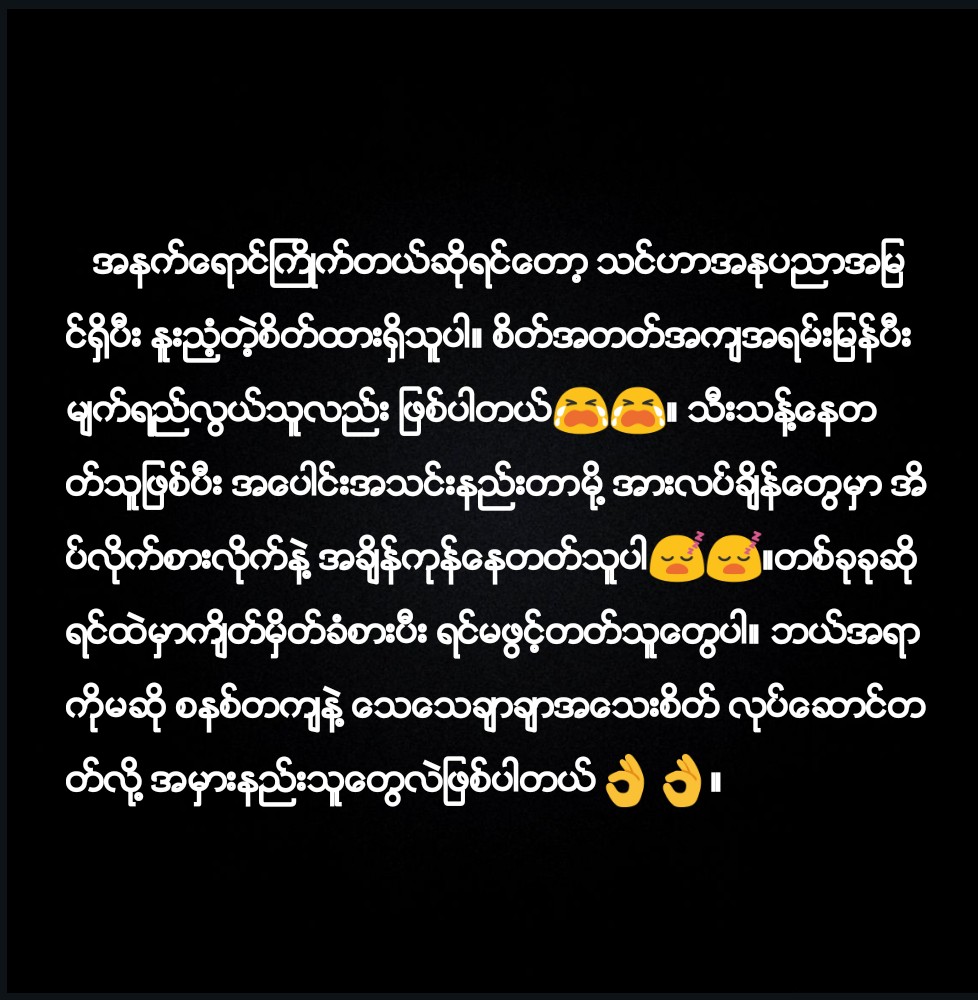 အနက်ရောင်ကြိုက်တယ်ဆိုရင်တော့ သင်ဟာအနုပညာအမြ
င်ရှိပီး နူးညံ့တဲ့စိတ်ထားရှိသူပါ။ စိတ်အတတ်အကျအရမ်းမြန်ပီး
မျက်ရည်လွယ်သူလည်း ဖြစ်ပါတယ်😭😭။ သီးသန့်နေတ
တ်သူဖြစ်ပီး အပေါင်းအသင်းနည်းတာမို့ အားလပ်ချိန်တွေမှာ အိ
ပ်လိုက်စားလိုက်နဲ့ အချိန်ကုန်နေတတ်သူပါ😴😴။တစ်ခုခုဆို
ရင်ထဲမှာကျိတ်မှိတ်ခံစားပီး ရင်မဖွင့်တတ်သူတွေပါ။ ဘယ်အရာ
ကိုမဆို စနစ်တကျနဲ့ သေသေချာချာအသေးစိတ် လုပ်ဆောင်တ
တ်လို့ အမှားနည်းသူတွေလဲဖြစ်ပါတယ် 👌 👌။